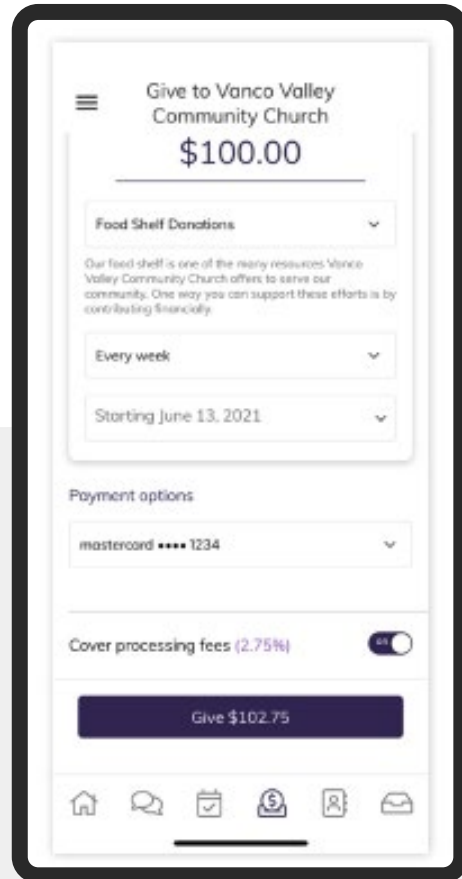 Give to Vanco Valley
Community Church
$100.00
Food Shelf Donations
Our food shelf is one of the many resources Vanco
Valley Community Church offers to serve our
community. One way you can support these efforts is by
contributing financially.
Every week
Starting June 13, 2021
Payment options
mastercard •••• 1234
Cover processing fees (2.75%)
on
Give $102.75